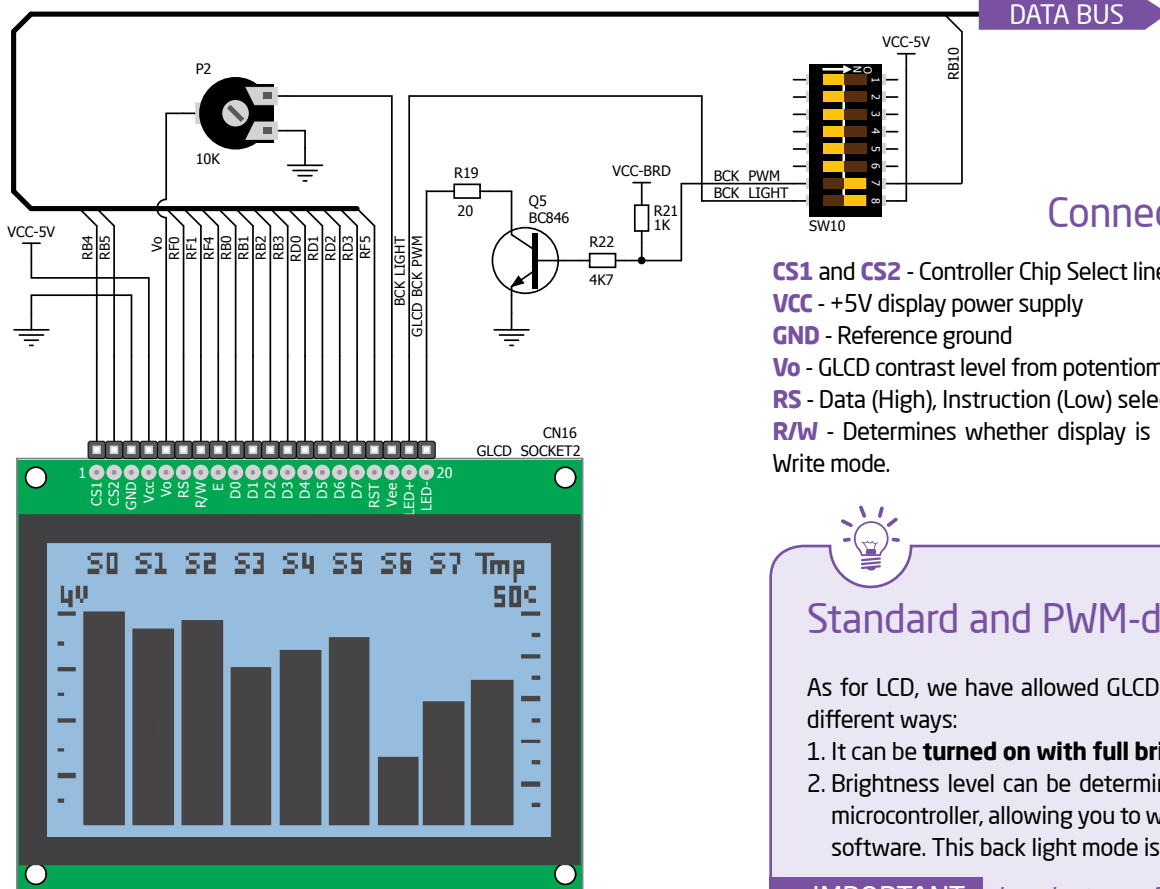 DATA BUS
VCC-5V
RB10
P2
10K
O
N
1
2
3
4
5
6
7
8
SW10
R19
20
Q5
BC846
VCC-BRD
R21
1K
R22
4K7
BCK PWM
BCK LIGHT
VCC-5V
RB4
RB5
Vo
RF0
RF1
RF4
RB0
RB1
RB2
RB3
RD0
RD1
RD2
RD3
RF5
BCK LIGHT
GLCD BCK PWM
CN16
GLCD SOCKET2
1
20
CS1
CS2
GND
Vcc
Vo
RS
R/W
E
D0
D1
D2
D3
D4
D5
D6
D7
RST
Vee
LED+
LED-
S0 S1 S2 S3 S4 S5 S6 S7 Tmp
4V
50C
Connec
CS1 and CS2 - Controller Chip Select line
VCC - +5V display power supply
GND - Reference ground
Vo - GLCD contrast level from potentiom
RS - Data (High), Instruction (Low) selec
R/W - Determines whether display is
Write mode.
Standard and PWM-d
As for LCD, we have allowed GLCD
different ways:
1. It can be turned on with full bri
2. Brightness level can be determin
microcontroller, allowing you to w
software. This back light mode is
IMPORTANT